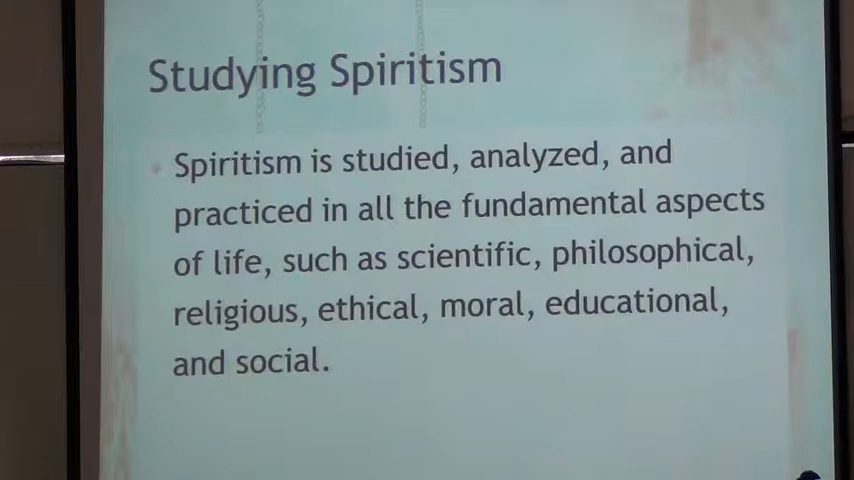 Studying Spiritism
Spiritism is studied, analyzed, and
practiced in all the fundamental aspects
of life, such as scientific, philosophical,
religious, ethical, moral, educational,
and social.